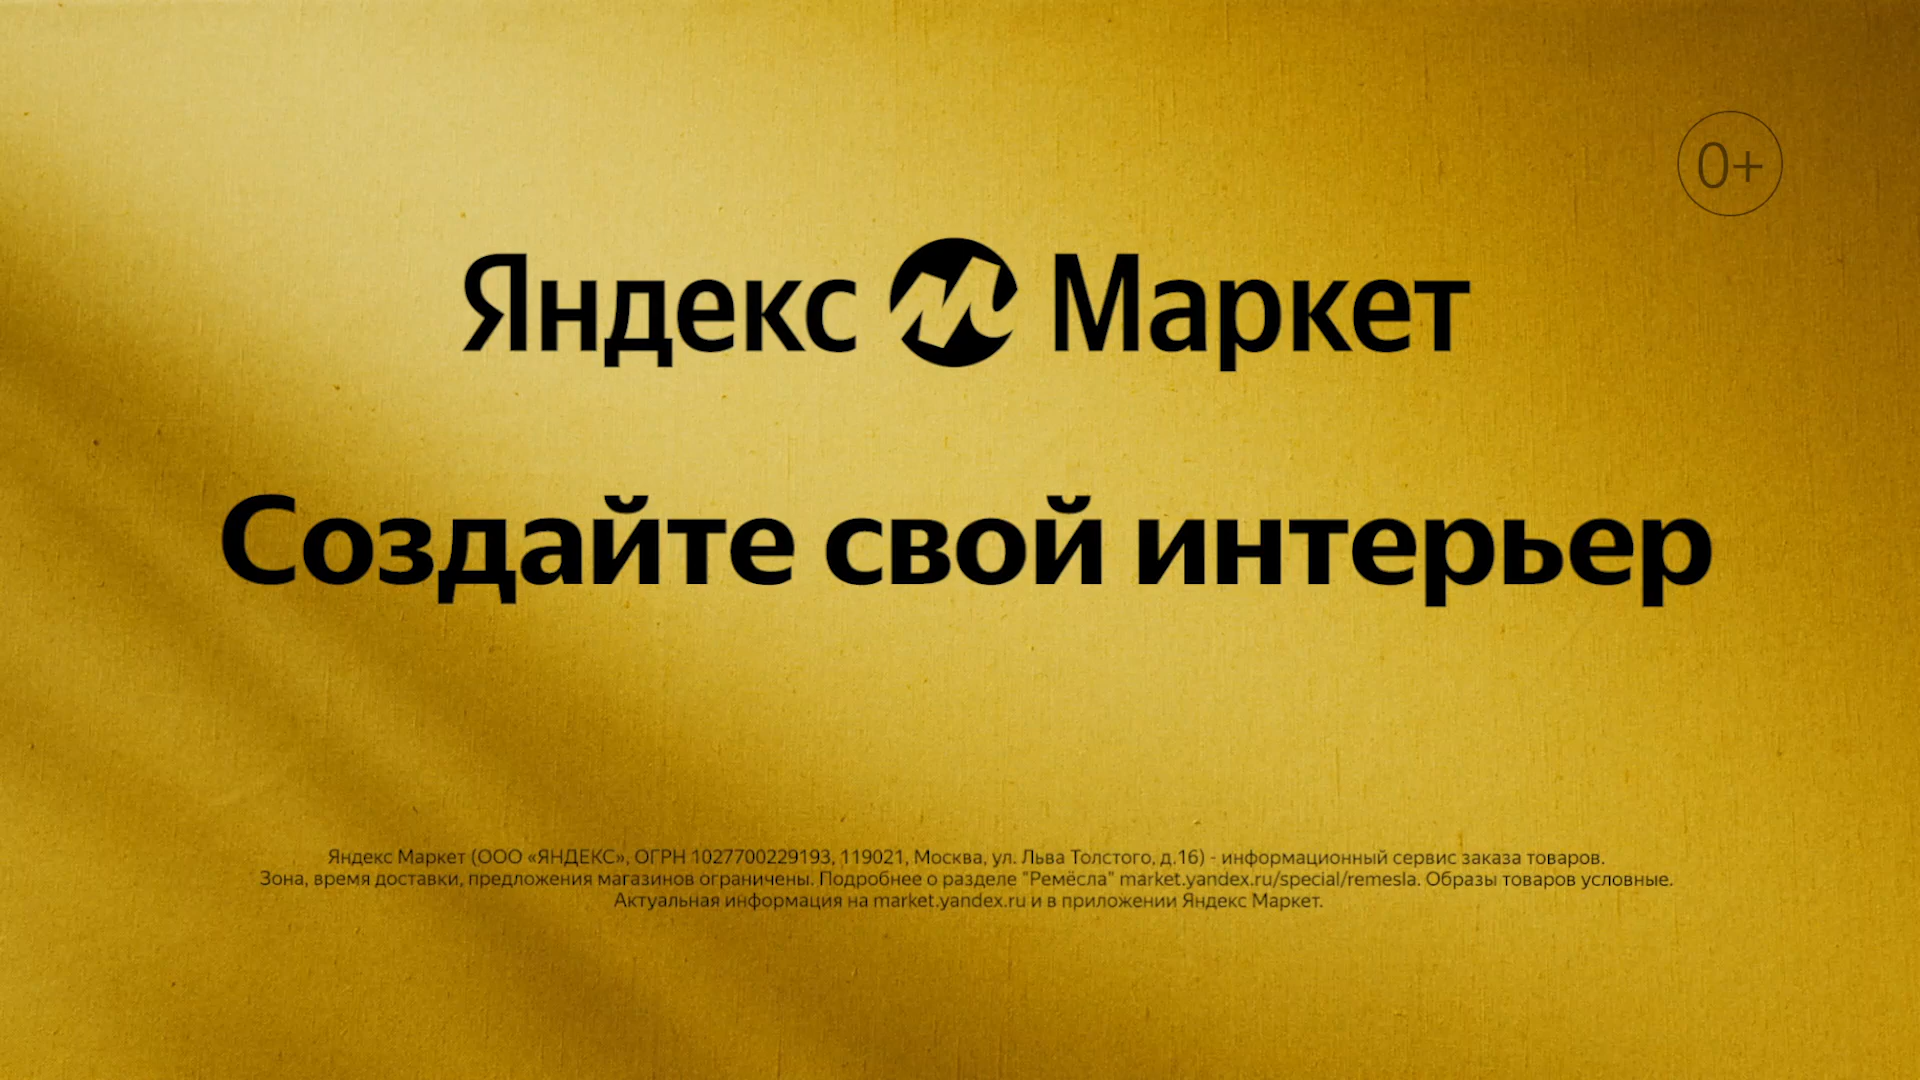 0+
Яндекс Маркет
Создайте свой интерьер
Яндекс Маркет (ООО «ЯНДЕКС», ОГРН 1027700229193, 119021, Москва, ул. Льва Толстого, д.16) - информационный сервис заказа товаров.
Зона, время доставки, предложения магазинов ограничены. Подробнее о разделе "Ремёсла" market.yandex.ru/special/remesla. Образы товаров условные.
Актуальная информация на market.yandex.ru и в приложении Яндекс Маркет.